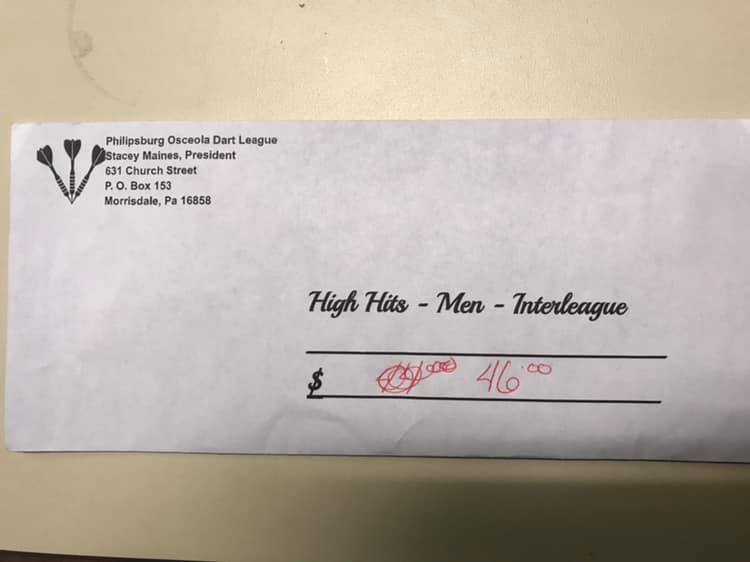 Philipsburg Osceola Dart League
Stacey Maines, President
631 Church Street
P. O. Box 153
Morrisdale, Pa 16858
High Hits - Men - Interleague
$ 46.00